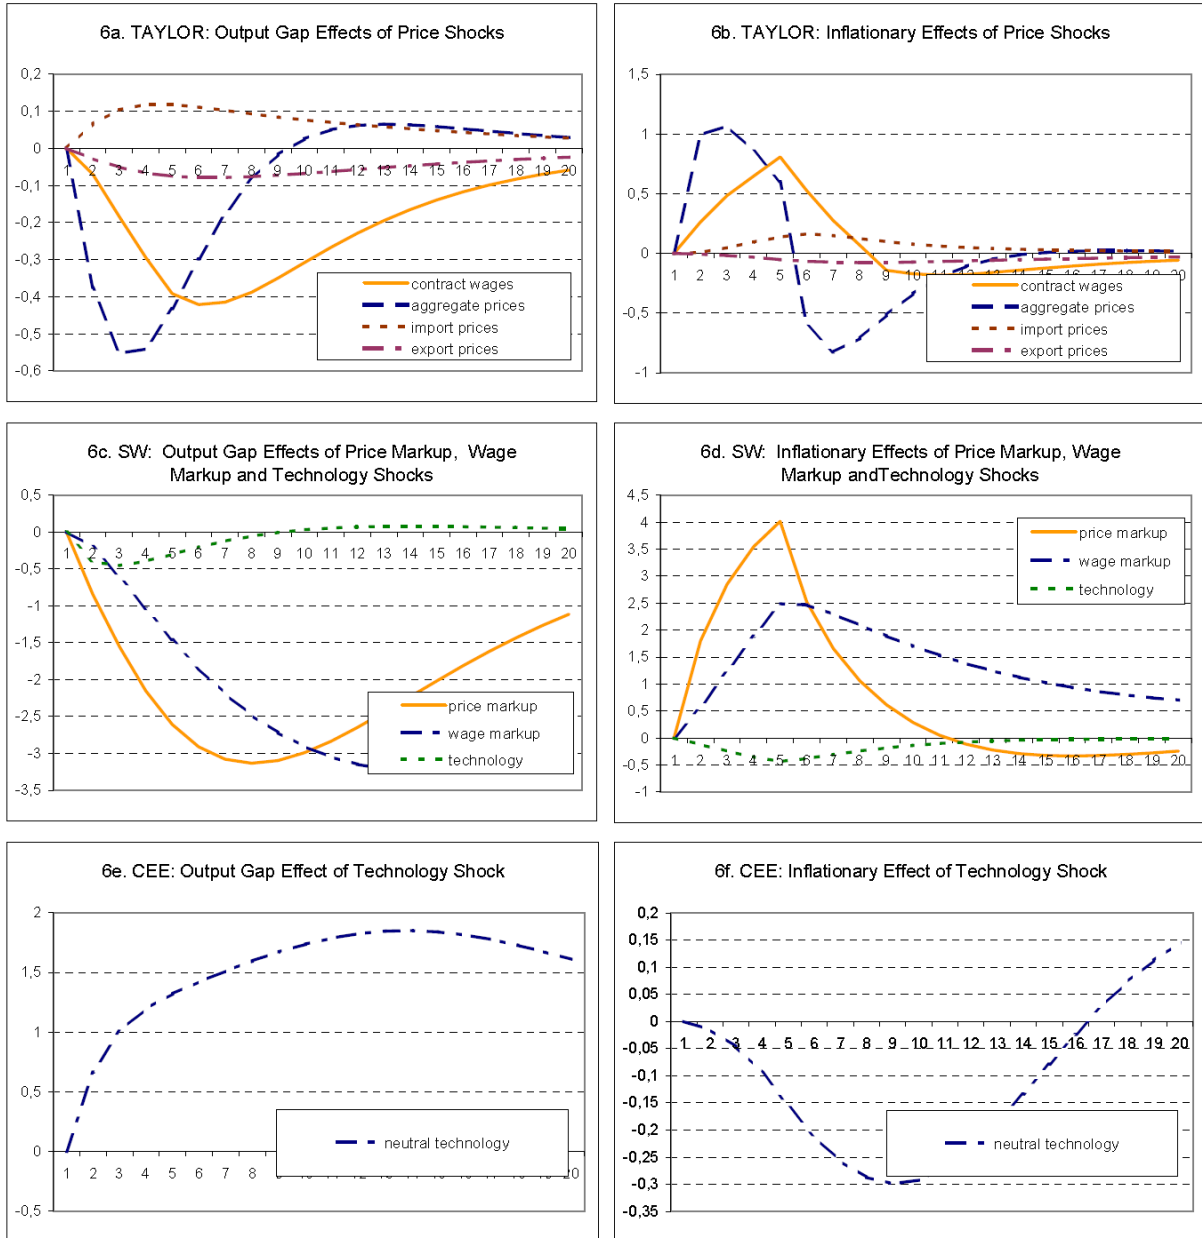 6a. TAYLOR: Output Gap Effects of Price Shocks
0,2
0,1
0
-0,1
-0,2
-0,3
-0,4
-0,5
-0,6
1 2 3 4 5 6 7 8 9 10 11 12 13 14 15 16 17 18 19 20
contract wages
aggregate prices
import prices
export prices
6b. TAYLOR: Inflationary Effects of Price Shocks
1,5
1
0,5
0
-0,5
-1
1 2 3 4 5 6 7 8 9 10 11 12 13 14 15 16 17 18 19 20
contract wages
aggregate prices
import prices
export prices
6c. SW: Output Gap Effects of Price Markup, Wage
Markup and Technology Shocks
0,5
0
-0,5
-1
-1,5
-2
-2,5
-3
-3,5
1 2 3 4 5 6 7 8 9 10 11 12 13 14 15 16 17 18 19 20
price markup
wage markup
technology
6d. SW: Inflationary Effects of Price Markup, Wage
Markup andTechnology Shocks
4,5
4
3,5
3
2,5
2
1,5
1
0,5
0
-0,5
-1
1 2 3 4 5 6 7 8 9 10 11 12 13 14 15 16 17 18 19 20
price markup
wage markup
technology
6e. CEE: Output Gap Effect of Technology Shock
2
1,5
1
0,5
0
-0,5
1 2 3 4 5 6 7 8 20
neutral technology
6f. CEE: Inflationary Effect of Technology Shock
0,2
0,15
0,1
0,05
0
-0,05
-0,1
-0,15
-0,2
-0,25
-0,3
-0,35
1 2 3 4 5 6 7 8 9 10 11 12 13 14 15 16 17 18 19 20
neutral technology